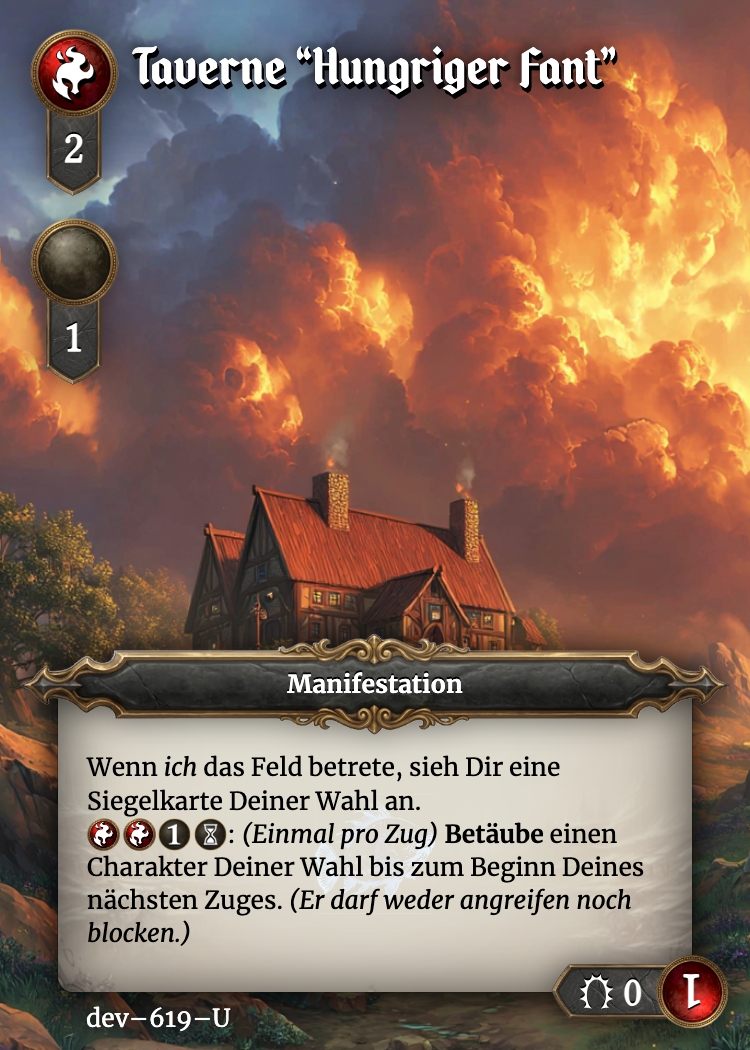 Taverne “Hungriger Fant”
2
1
Manifestation
Wenn ich das Feld betrete, sieh Dir eine
Siegelkarte Deiner Wahl an.
1 : (Einmal pro Zug) Betäube einen
Charakter Deiner Wahl bis zum Beginn Deines
nächsten Zuges. (Er darf weder angreifen noch
blocken.)
0 1
dev–619–U